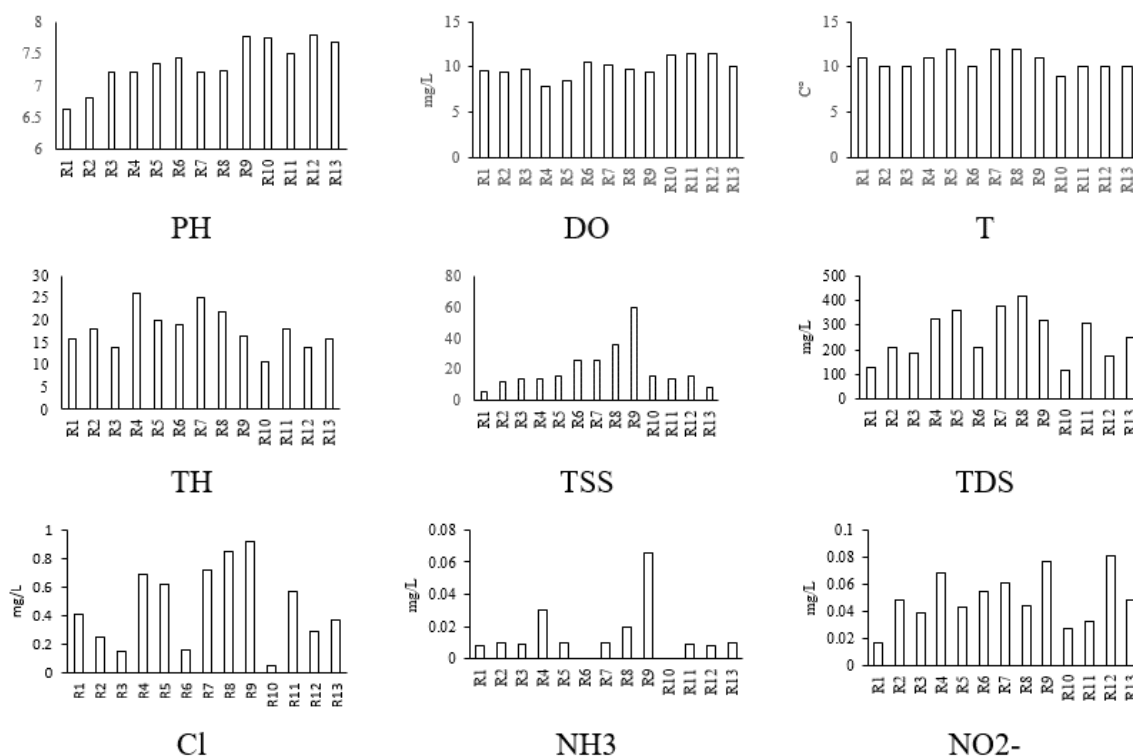 8
7.5
7
6.5
6
R1 R2 R3 R4 R5 R6 R7 R8 R9 R10 R11 R12 R13
PH
mg/L
15
10
5
0
R1 R2 R3 R4 R5 R6 R7 R8 R9 R10 R11 R12 R13
DO
C°
15
10
5
0
R1 R2 R3 R4 R5 R6 R7 R8 R9 R10 R11 R12 R13
T
30
25
20
15
10
5
0
R1 R2 R3 R4 R5 R6 R7 R8 R9 R10 R11 R12 R13
TH
80
60
40
20
0
R1 R2 R3 R4 R5 R6 R7 R8 R9 R10 R11 R12 R13
TSS
mg/L
500
400
300
200
100
0
R1 R2 R3 R4 R5 R6 R7 R8 R9 R10 R11 R12 R13
TDS
mg/L
1
0.8
0.6
0.4
0.2
0
R1 R2 R3 R4 R5 R6 R7 R8 R9 R10 R11 R12 R13
Cl
mg/L
0.08
0.06
0.04
0.02
0
R1 R2 R3 R4 R5 R6 R7 R8 R9 R10 R11 R12 R13
NH3
mg/L
0.1
0.08
0.06
0.04
0.02
0
R1 R2 R3 R4 R5 R6 R7 R8 R9 R10 R11 R12 R13
NO2-